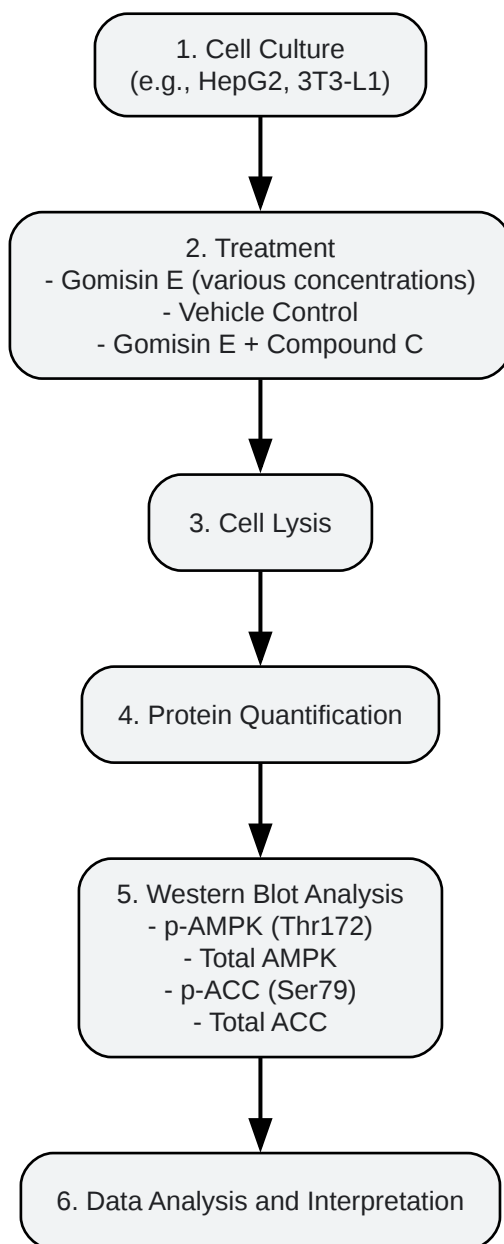 1. Cell Culture
(e.g., HepG2, 3T3-L1)
2. Treatment
- Gomisin E (various concentrations)
- Vehicle Control
- Gomisin E + Compound C
3. Cell Lysis
4. Protein Quantification
5. Western Blot Analysis
- p-AMPK (Thr172)
- Total AMPK
- p-ACC (Ser79)
- Total ACC
6. Data Analysis and Interpretation